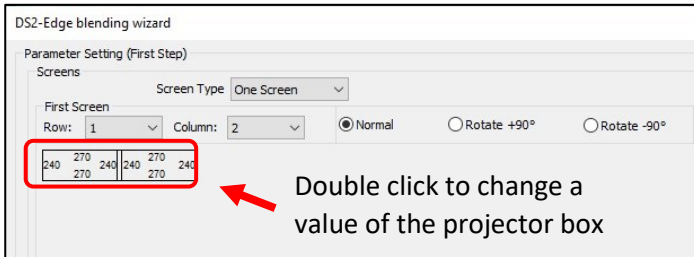 DS2-Edge blending wizard
Parameter Setting (First Step)
Screens
Screen Type One Screen
First Screen
Row: 1 Column: 2 Normal Rotate +90° Rotate -90°
240 270 240 240 270 240
270 270
Double click to change a
value of the projector box